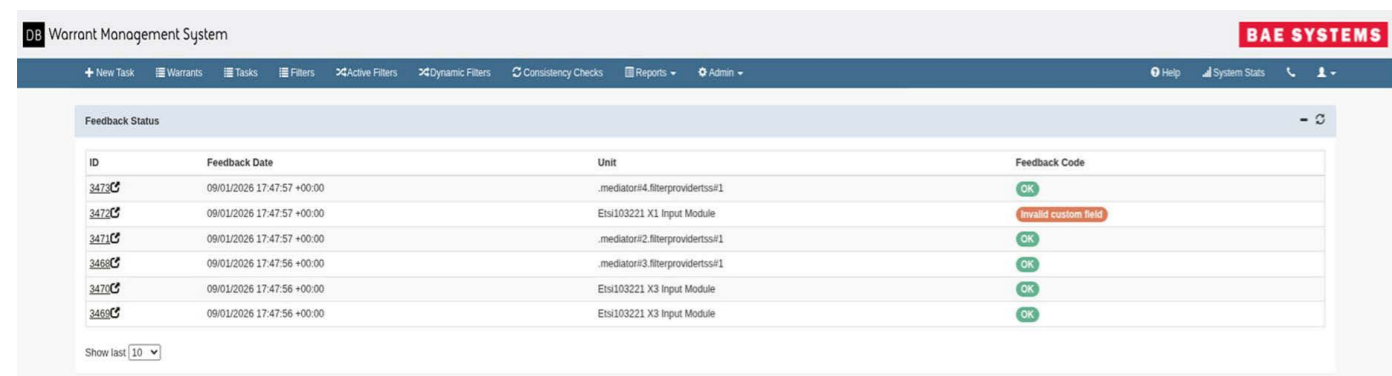 DB Warrant Management System
BAE SYSTEMS
New Task Warrants Tasks Filters Active Filters Dynamic Filters Consistency Checks Reports Admin Help System Stats
Feedback Status
ID Feedback Date Unit Feedback Code
3473 09/01/2026 17:47:57 +00:00 .mediator#4.filterprovidertss#1 OK
3472 09/01/2026 17:47:57 +00:00 Etsi103221 X1 Input Module Invalid custom field
3471 09/01/2026 17:47:57 +00:00 .mediator#2.filterprovidertss#1 OK
3468 09/01/2026 17:47:56 +00:00 .mediator#3.filterprovidertss#1 OK
3470 09/01/2026 17:47:56 +00:00 Etsi103221 X3 Input Module OK
3469 09/01/2026 17:47:56 +00:00 Etsi103221 X3 Input Module OK
Show last 10